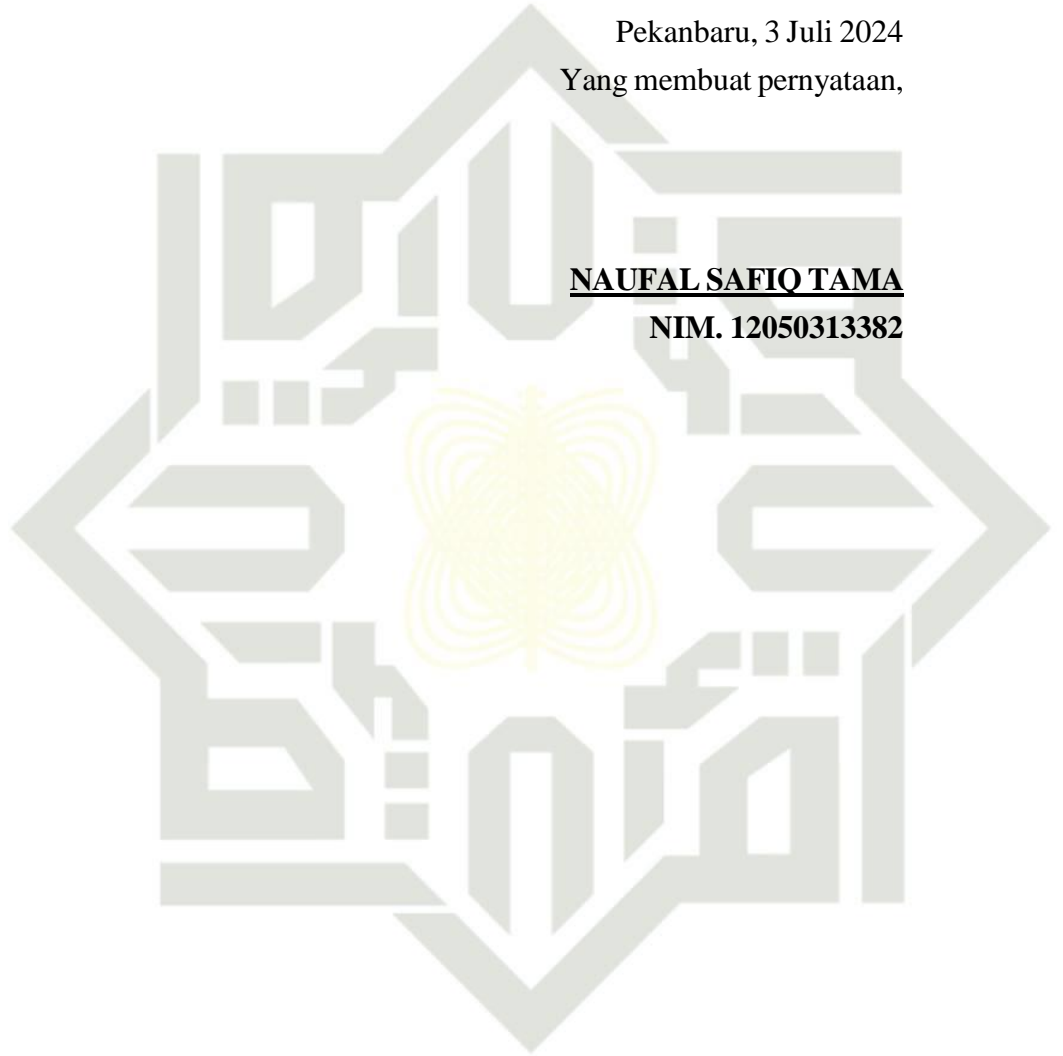 Pekanbaru, 3 Juli 2024
Yang membuat pernyataan,
NAUFAL SAFIQ TAMA
NIM. 12050313382